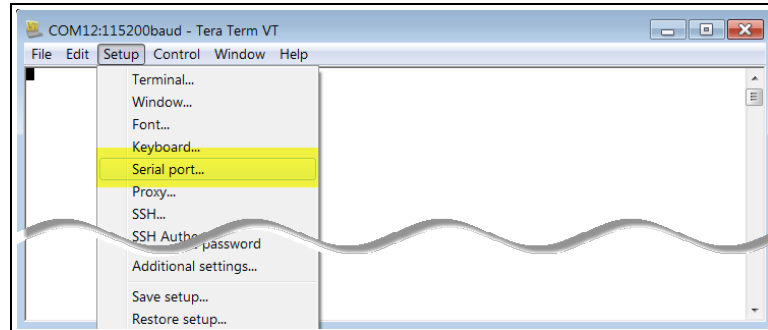 COM12:115200baud - Tera Term VT
File Edit Setup Control Window Help
Terminal...
Window...
Font...
Keyboard...
Serial port...
Proxy...
SSH...
SSH
password
Additional settings...
Save setup...
Restore setup...